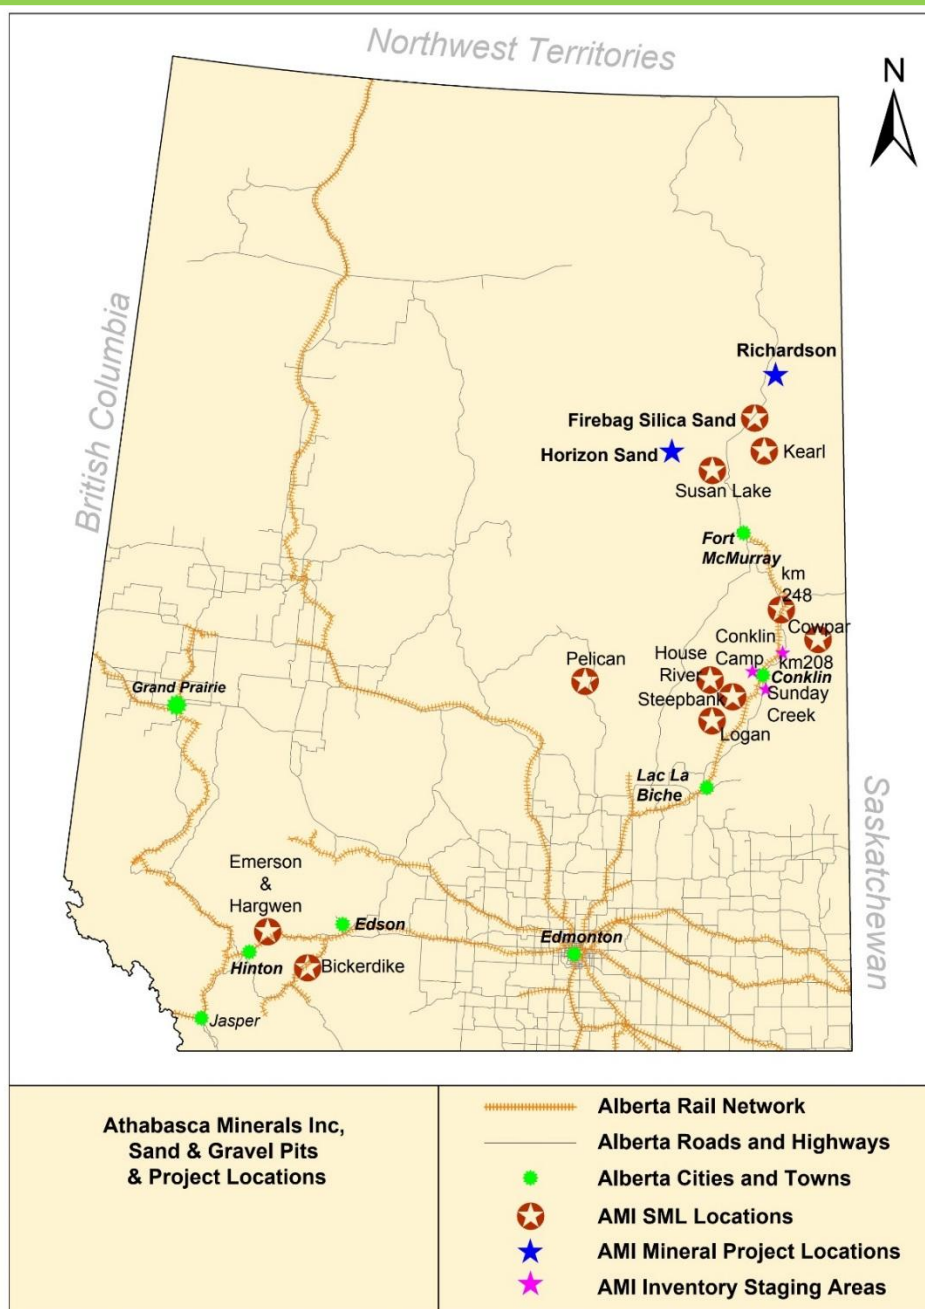 Northwest Territories
N
British Columbia
Richardson
Firebag Silica Sand
Horizon Sand
Kearl
Susan Lake
Fort
McMurray
km
248
Cowpar
Conklin
Camp
km208
Conklin
House
River
Pelican
Steepbank
Sunday
Creek
Logan
Grand Prairie
Lac La
Biche
Saskatchewan
Emerson
&
Hargwen
Edson
Edmonton
Hinton
Bickerdike
Jasper
Athabasca Minerals Inc,
Sand & Gravel Pits
& Project Locations
Alberta Rail Network
Alberta Roads and Highways
Alberta Cities and Towns
AMI SML Locations
AMI Mineral Project Locations
AMI Inventory Staging Areas